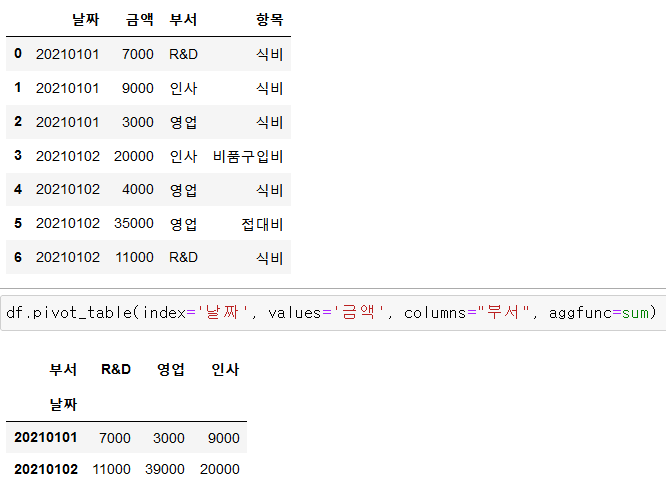 날짜 금액 부서 항목
0 20210101 7000 R&D 식비
1 20210101 9000 인사 식비
2 20210101 3000 영업 식비
3 20210102 20000 인사 비품구입비
4 20210102 4000 영업 식비
5 20210102 35000 영업 접대비
6 20210102 11000 R&D 식비
df.pivot_table(index='날짜', values='금액', columns="부서", aggfunc=sum)
부서 R&D 영업 인사
날짜
20210101 7000 3000 9000
20210102 11000 39000 20000